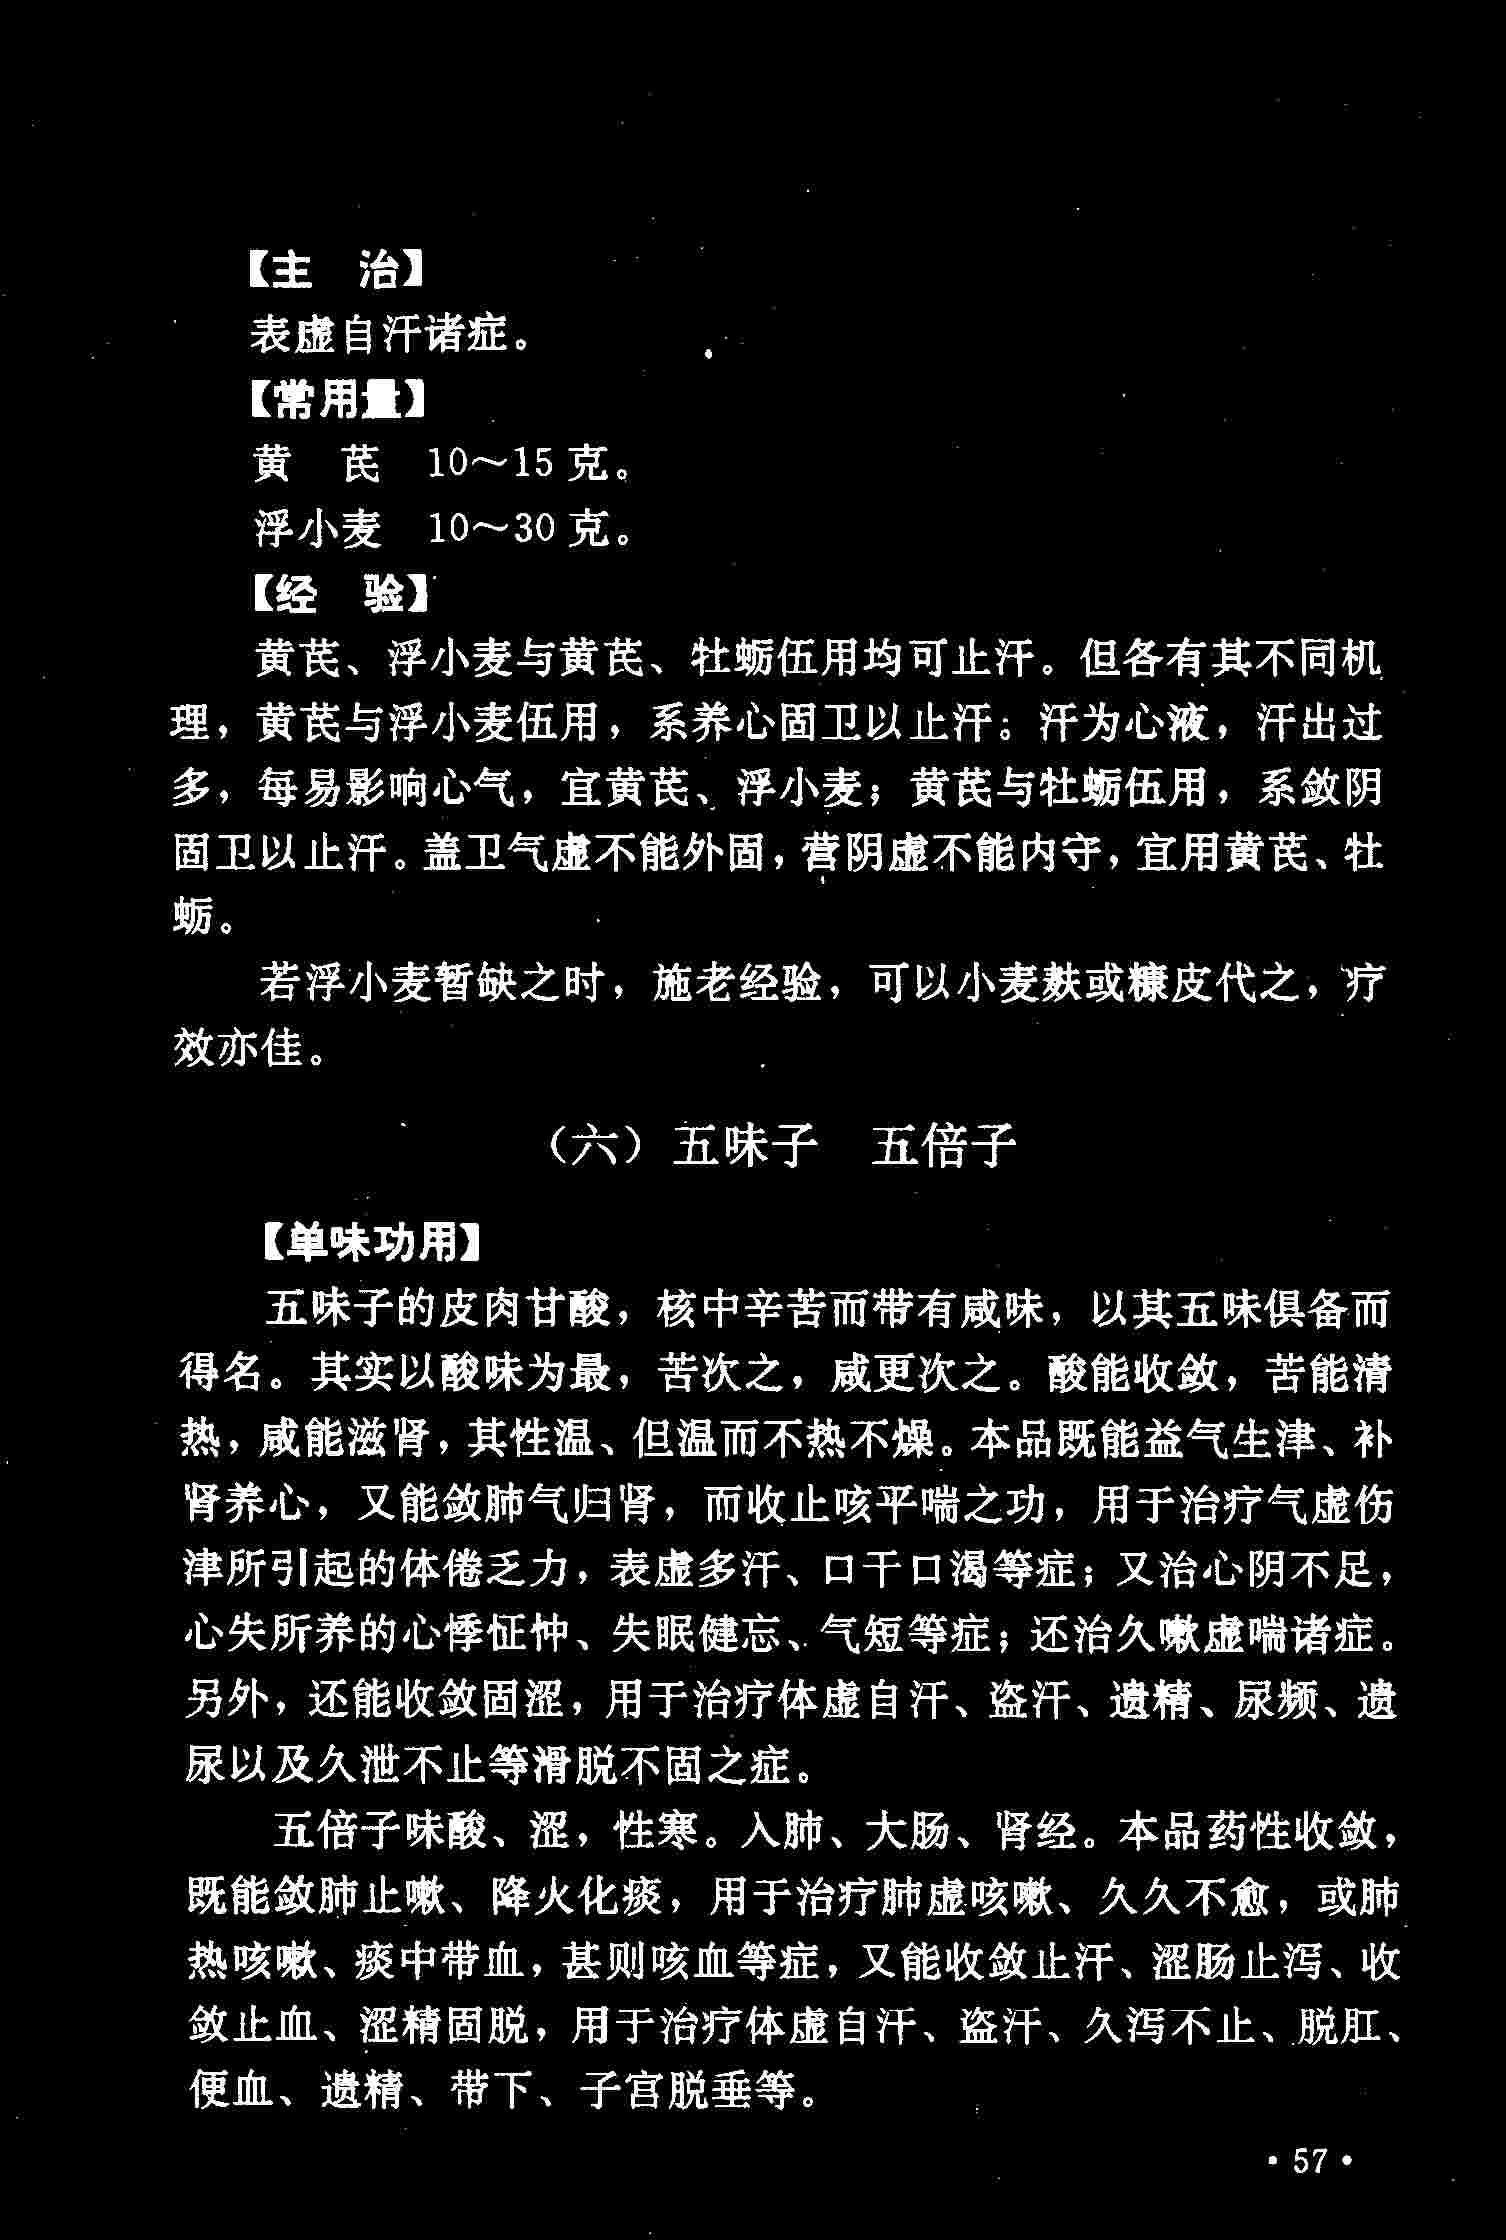 【主　治】
表虚自汗诸症。
【常用量】
黄　芪　10～15 克。
浮小麦　10～30 克。
【经　验】
黄芪、浮小麦与黄芪、牡蛎伍用均可止汗。但各有其不同机
理，黄芪与浮小麦伍用，系养心固卫以止汗。汗为心液，汗出过
多，每易影响心气，宜黄芪、浮小麦；黄芪与牡蛎伍用，系敛阴
固卫以止汗。盖卫气虚不能外固，营阴虚不能内守，宜用黄芪、牡
蛎。
若浮小麦暂缺之时，施老经验，可以小麦麸或糠皮代之，疗
效亦佳。
（六）五味子　五倍子
【单味功用】
五味子的皮肉甘酸，核中辛苦而带有咸味，以其五味俱备而
得名。其实以酸味为最，苦次之，咸更次之。酸能收敛，苦能清
热，咸能滋肾，其性温、但温而不热不燥。本品既能益气生津、补
肾养心，又能敛肺气归肾，而收止咳平喘之功，用于治疗气虚伤
津所引起的体倦乏力，表虚多汗、口干口渴等症；又治心阴不足，
心失所养的心悸怔忡、失眠健忘、气短等症；还治久嗽虚喘诸症。
另外，还能收敛固涩，用于治疗体虚自汗、盗汗、遗精、尿频、遗
尿以及久泄不止等滑脱不固之症。
五倍子味酸、涩，性寒。入肺、大肠、肾经。本品药性收敛，
既能敛肺止嗽、降火化痰，用于治疗肺虚咳嗽、久久不愈，或肺
热咳嗽、痰中带血，甚则咳血等症，又能收敛止汗、涩肠止泻、收
敛止血、涩精固脱，用于治疗体虚自汗、盗汗、久泻不止、脱肛、
便血、遗精、带下、子宫脱垂等。
·57·